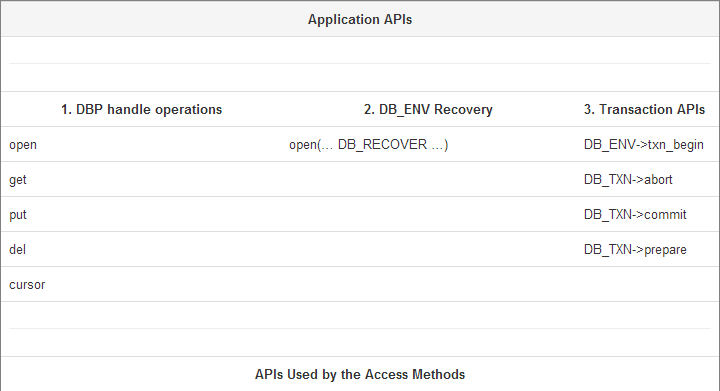 Application APIs
1. DBP handle operations 2. DB_ENV Recovery 3. Transaction APIs
open open(… DB_RECOVER …) DB_ENV->txn_begin
get DB_TXN->abort
put DB_TXN->commit
del DB_TXN->prepare
cursor
APIs Used by the Access Methods